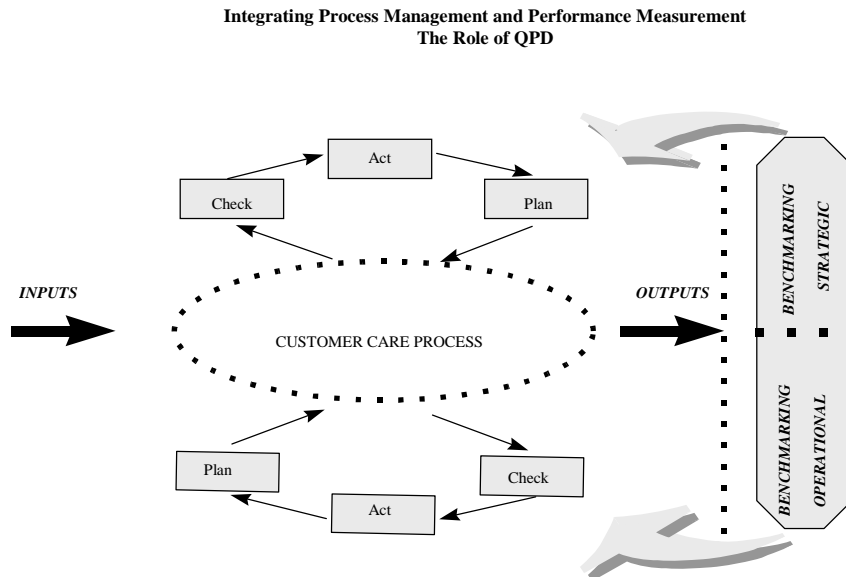 Integrating Process Management and Performance Measurement
The Role of QPD
Act
Check
Plan
INPUTS
CUSTOMER CARE PROCESS
OUTPUTS
BENCHMARKING
STRATEGIC
Plan
Check
Act
BENCHMARKING
OPERATIONAL